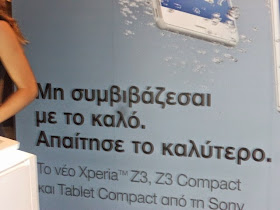 Μη συμβιβάζεσαι
με το καλό.
Απαίτησε το καλύτερο.
Το νέο Xperia™ Z3, Z3 Compact
και Tablet Compact από τη Sony